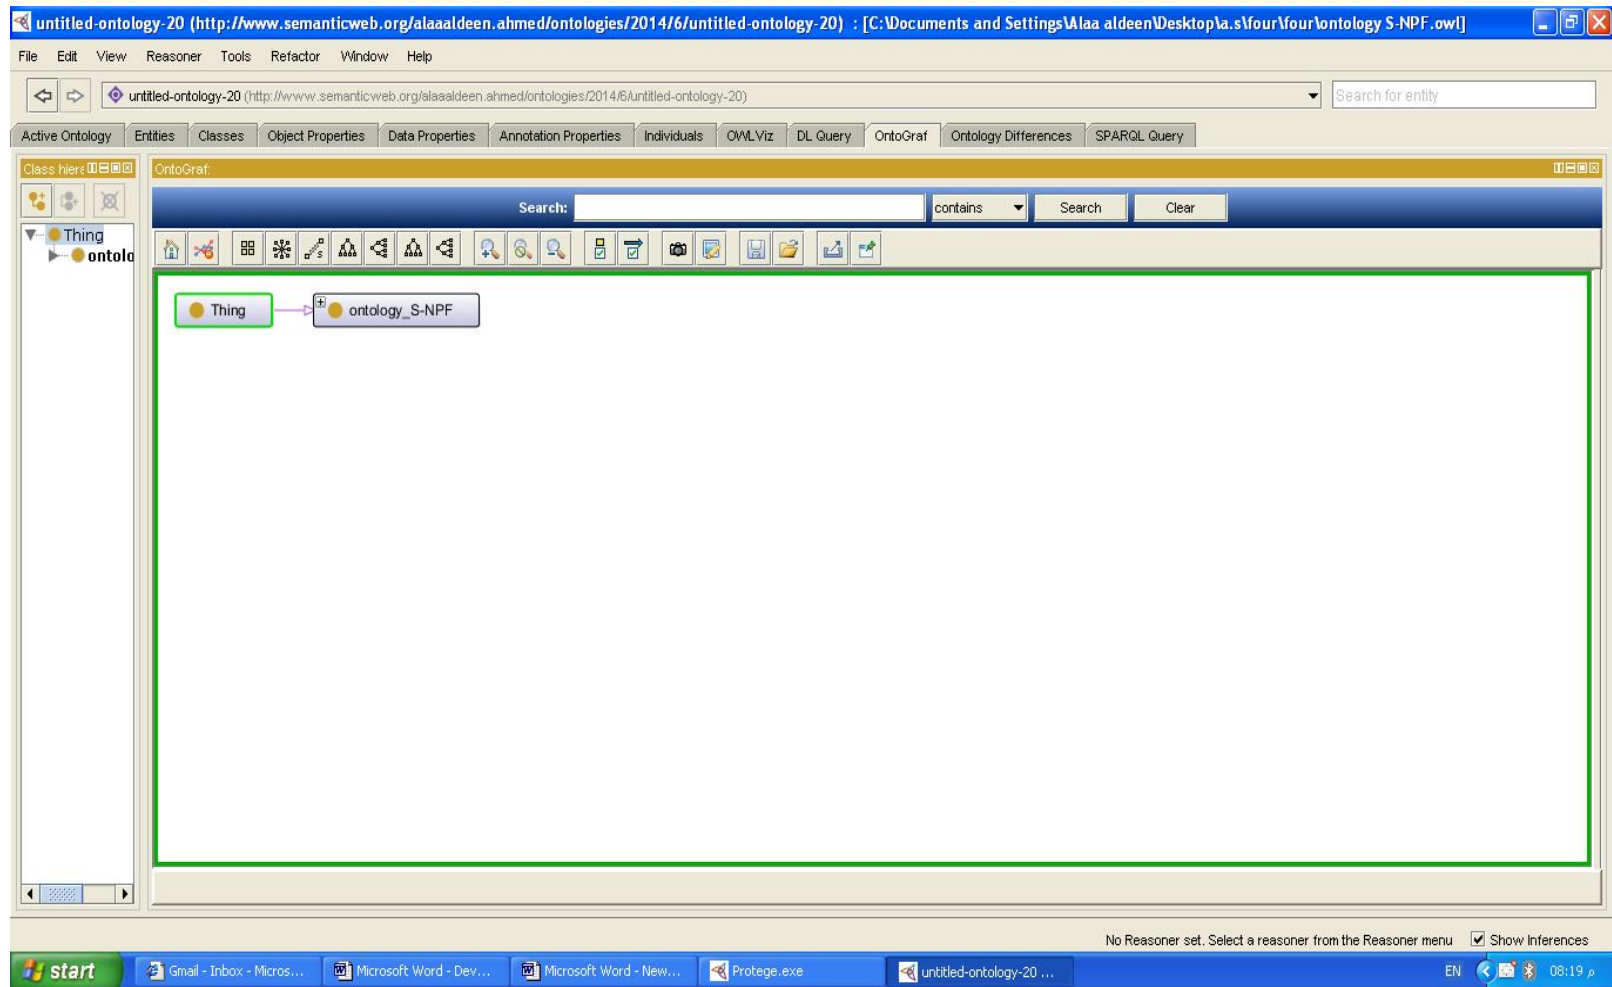 untitled-ontology-20 (http://www.semanticweb.org/alaaaldeen.ahmed/ontologies/2014/6/untitled-ontology-20) : [C:\Documents and Settings\Alaa aldeen\Desktop\a.s\four\four\ontology S-NPF.owl]
File Edit View Reasoner Tools Refactor Window Help
untitled-ontology-20 (http://www.semanticweb.org/alaaaldeen.ahmed/ontologies/2014/6/untitled-ontology-20)
Search for entity
Active Ontology Entities Classes Object Properties Data Properties Annotation Properties Individuals OWLViz DL Query OntoGraf Ontology Differences SPARQL Query
Class hiera OntoGraf:
Search: contains Search Clear
Thing
ontolo
Thing ontology_S-NPF
No Reasoner set. Select a reasoner from the Reasoner menu Show Inferences
start Gmail - Inbox - Micros... Microsoft Word - Dev... Microsoft Word - New... Protege.exe untitled-ontology-20 ... EN 08:19 م